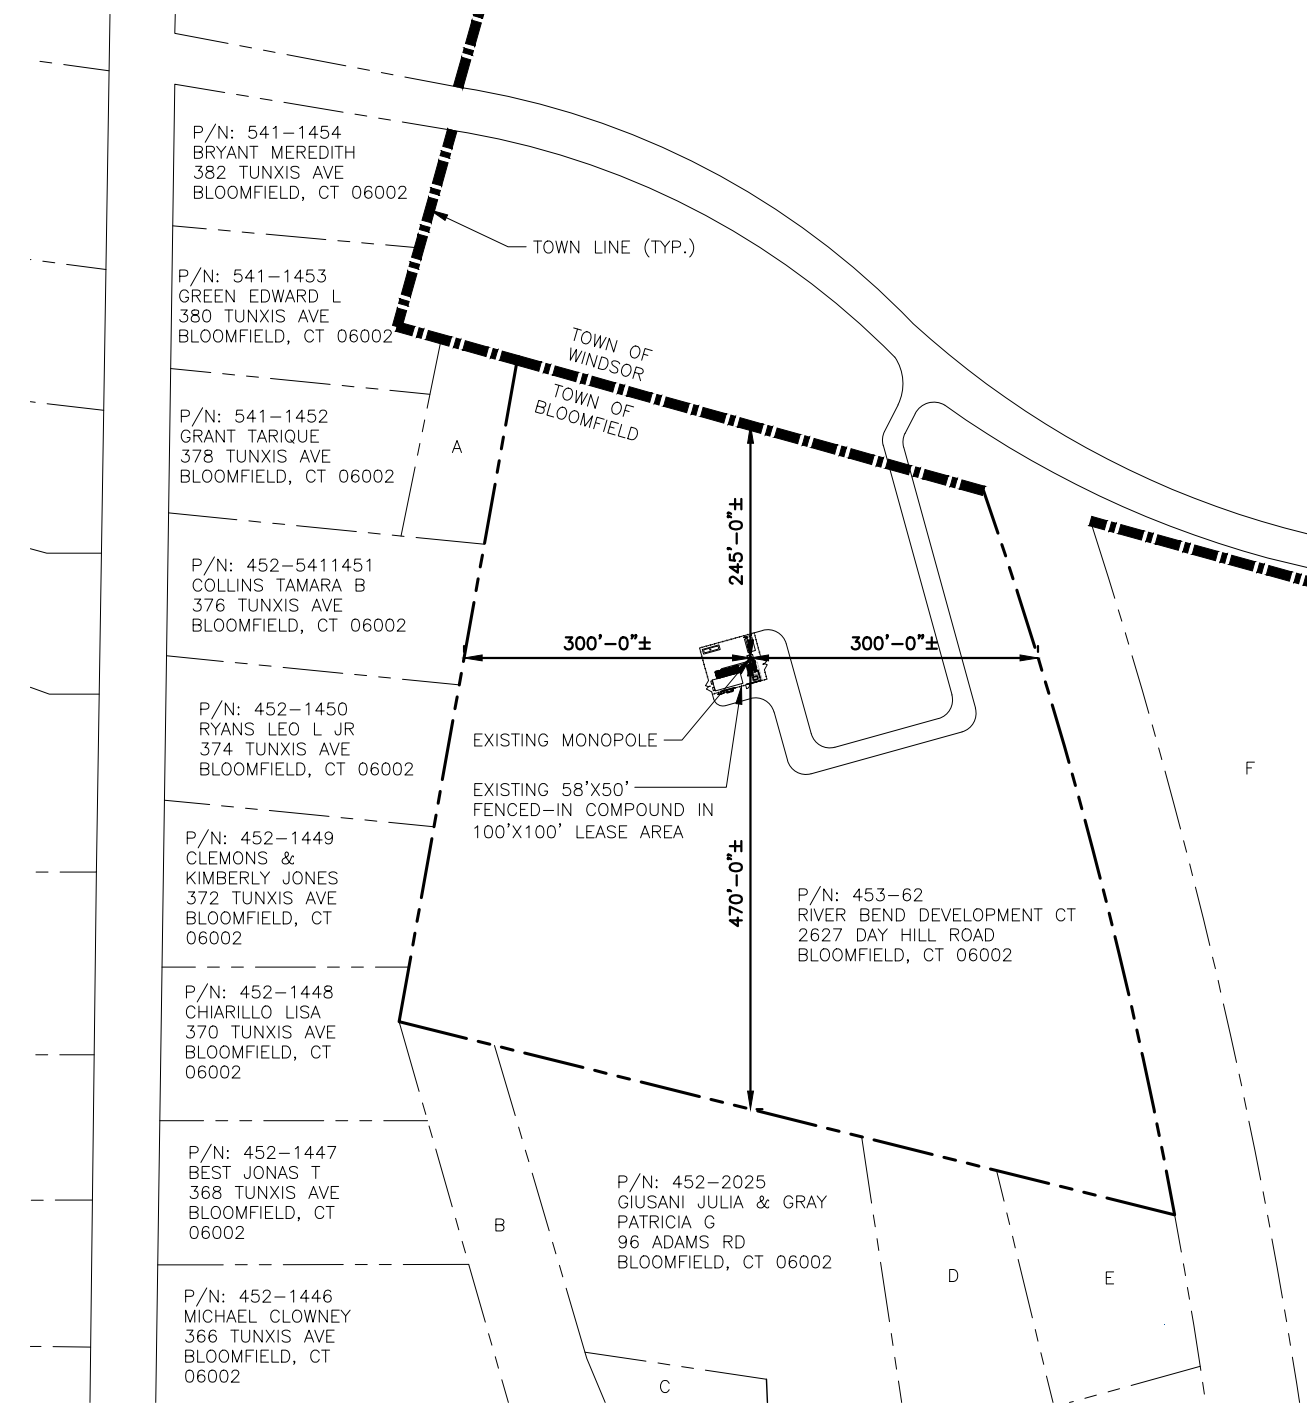 P/N: 541-1454
BRYANT MEREDITH
382 TUNXIS AVE
BLOOMFIELD, CT 06002
TOWN LINE (TYP.)
P/N: 541-1453
GREEN EDWARD L
380 TUNXIS AVE
BLOOMFIELD, CT 06002
TOWN OF
WINDSOR
TOWN OF
BLOOMFIELD
P/N: 541-1452
GRANT TARIQUE
378 TUNXIS AVE
BLOOMFIELD, CT 06002
A
245'-0"±
P/N: 452-5411451
COLLINS TAMARA B
376 TUNXIS AVE
BLOOMFIELD, CT 06002
300'-0"±
300'-0"±
P/N: 452-1450
RYANS LEO L JR
374 TUNXIS AVE
BLOOMFIELD, CT 06002
EXISTING MONOPOLE
EXISTING 58'X50'
FENCED-IN COMPOUND IN
100'X100' LEASE AREA
F
P/N: 452-1449
CLEMONS &
KIMBERLY JONES
372 TUNXIS AVE
BLOOMFIELD, CT
06002
470'-0"±
P/N: 453-62
RIVER BEND DEVELOPMENT CT
2627 DAY HILL ROAD
BLOOMFIELD, CT 06002
P/N: 452-1448
CHIARILLO LISA
370 TUNXIS AVE
BLOOMFIELD, CT
06002
P/N: 452-1447
BEST JONAS T
368 TUNXIS AVE
BLOOMFIELD, CT
06002
B
P/N: 452-2025
GIUSANI JULIA & GRAY
PATRICIA G
96 ADAMS RD
BLOOMFIELD, CT 06002
D
E
P/N: 452-1446
MICHAEL CLOWNEY
366 TUNXIS AVE
BLOOMFIELD, CT
06002
C